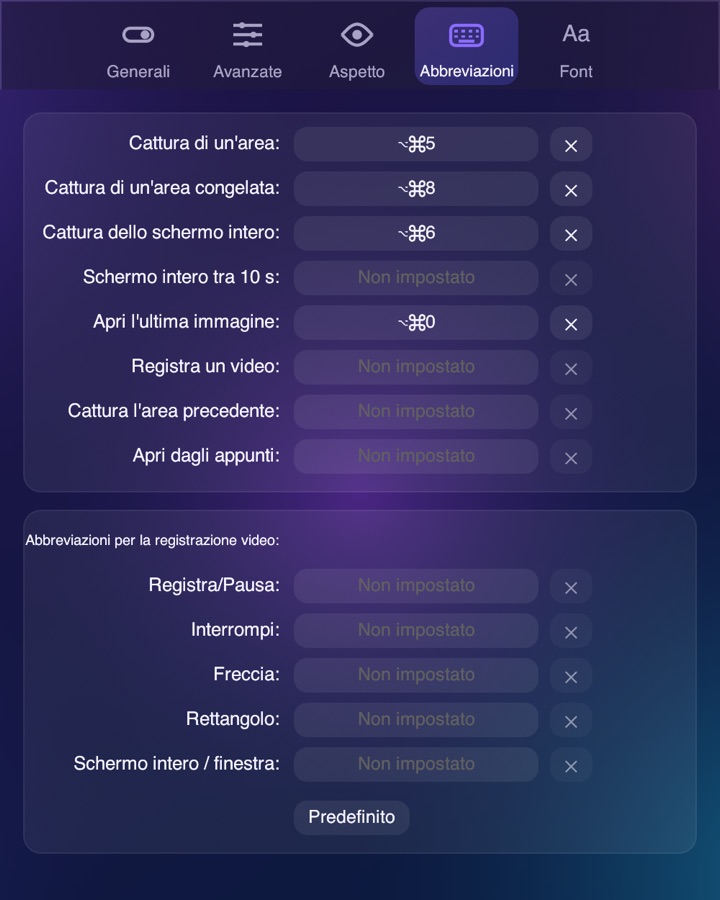 Generali Avanzate Aspetto Abbreviazioni Aa Font
Cattura di un'area: ⌥⌘5
Cattura di un'area congelata: ⌥⌘8
Cattura dello schermo intero: ⌥⌘6
Schermo intero tra 10 s: Non impostato
Apri l'ultima immagine: ⌥⌘0
Registra un video: Non impostato
Cattura l'area precedente: Non impostato
Apri dagli appunti: Non impostato
Abbreviazioni per la registrazione video:
Registra/Pausa: Non impostato
Interrompi: Non impostato
Freccia: Non impostato
Rettangolo: Non impostato
Schermo intero / finestra: Non impostato
Predefinito